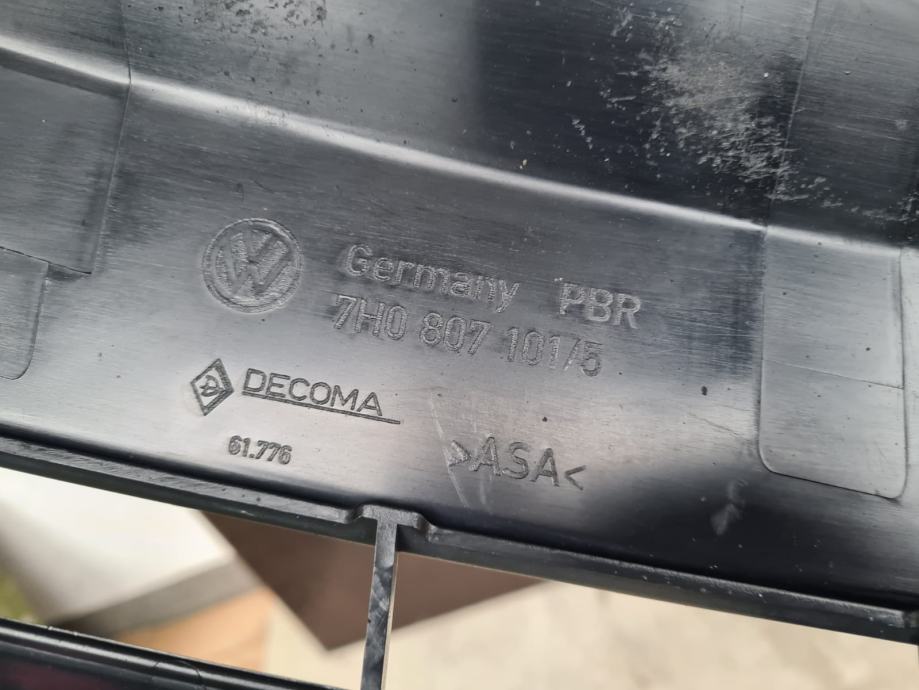 Germany PBR
7H0 807 101/5
DECOMA
61.776
>ASA<